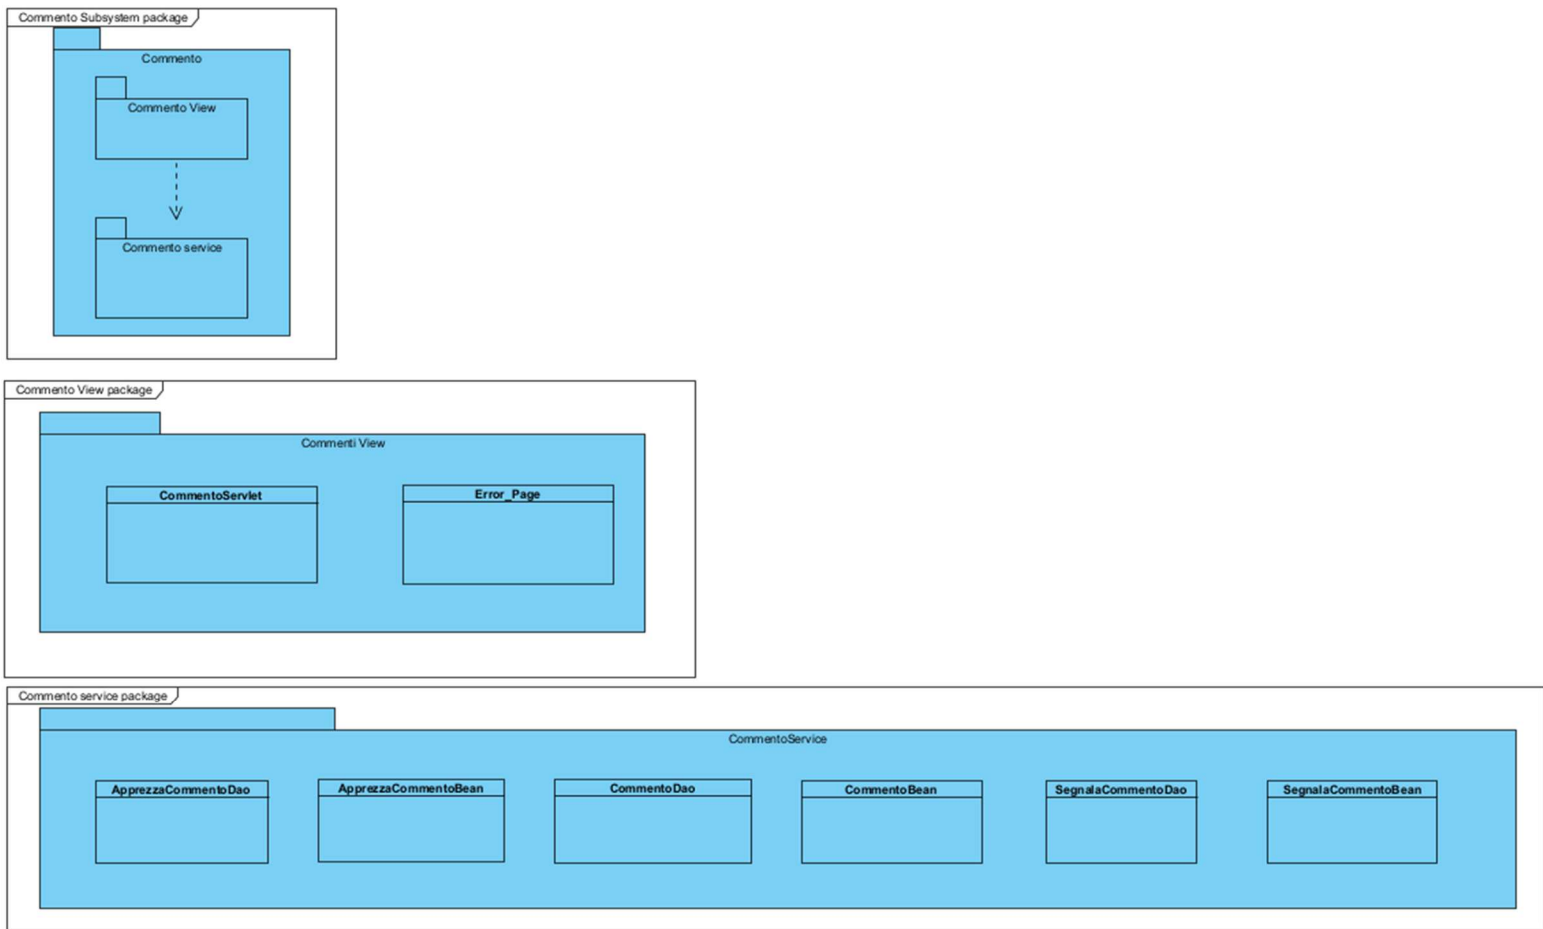 Commento Subsystem package
Commento
Commento View
Commento service
Commento View package
Commenti View
CommentoServlet
Error_Page
Commento service package
CommentoService
ApprezzaCommentoDao
ApprezzaCommentoBean
CommentoDao
CommentoBean
SegnalaCommentoDao
SegnalaCommentoBean